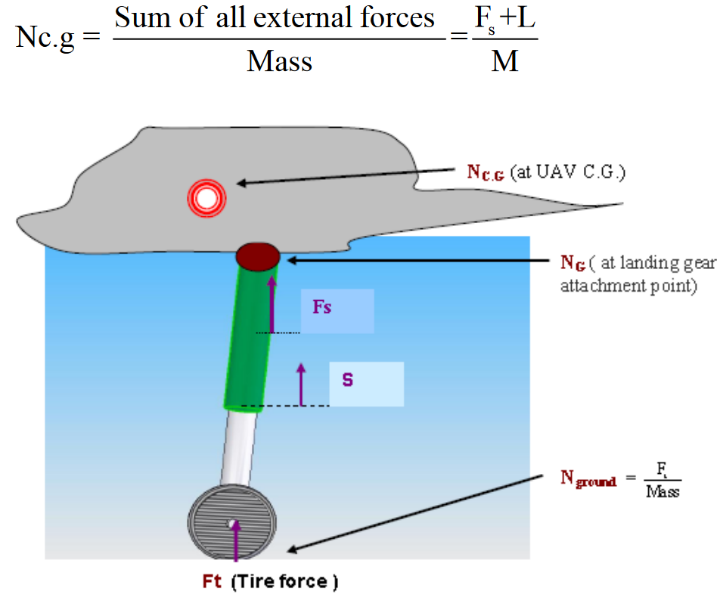 Nc.g = Sum of all external forces / Mass = Fs+L / M
NC.G (at UAV C.G.)
NG ( at landing gear
attachment point)
Fs
S
N ground = Ft / Mass
Ft (Tire force )